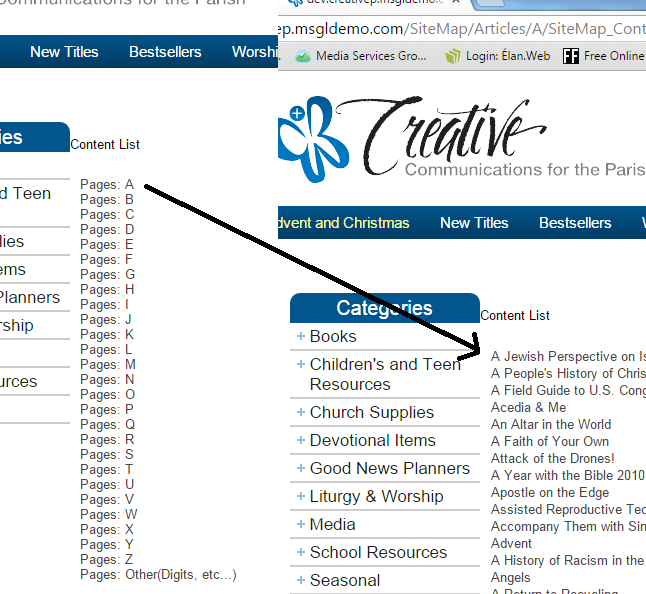 Communications for the Parish
New Titles Bestsellers Worshi
ies
Content List
Pages: A
d Teen
Pages: B
Pages: C
Pages: D
lies
Pages: E
Pages: F
ems
Pages: G
Pages: H
Planners
Pages: I
Pages: J
rship
Pages: K
Pages: L
Pages: M
urces
Pages: N
Pages: O
Pages: P
Pages: Q
Pages: R
Pages: S
Pages: T
Pages: U
Pages: V
Pages: W
Pages: X
Pages: Y
Pages: Z
Pages: Other(Digits, etc...)
dev.creativep.msgldemo.c
ep.msgldemo.com/SiteMap/Articles/A/SiteMap_Cont
Media Services Gro... Login: Élan.Web FF Free Online
Creative
Communications for the Paris
dvent and Christmas New Titles Bestsellers
Categories
Content List
Books
Children's and Teen
Resources
Church Supplies
Devotional Items
Good News Planners
Liturgy & Worship
Media
School Resources
Seasonal
A Jewish Perspective on Is
A People's History of Chris
A Field Guide to U.S. Cong
Acedia & Me
An Altar in the World
A Faith of Your Own
Attack of the Drones!
A Year with the Bible 2010
Apostle on the Edge
Assisted Reproductive Tec
Accompany Them with Sin
Advent
A History of Racism in the
Angels
A Return to Recycling